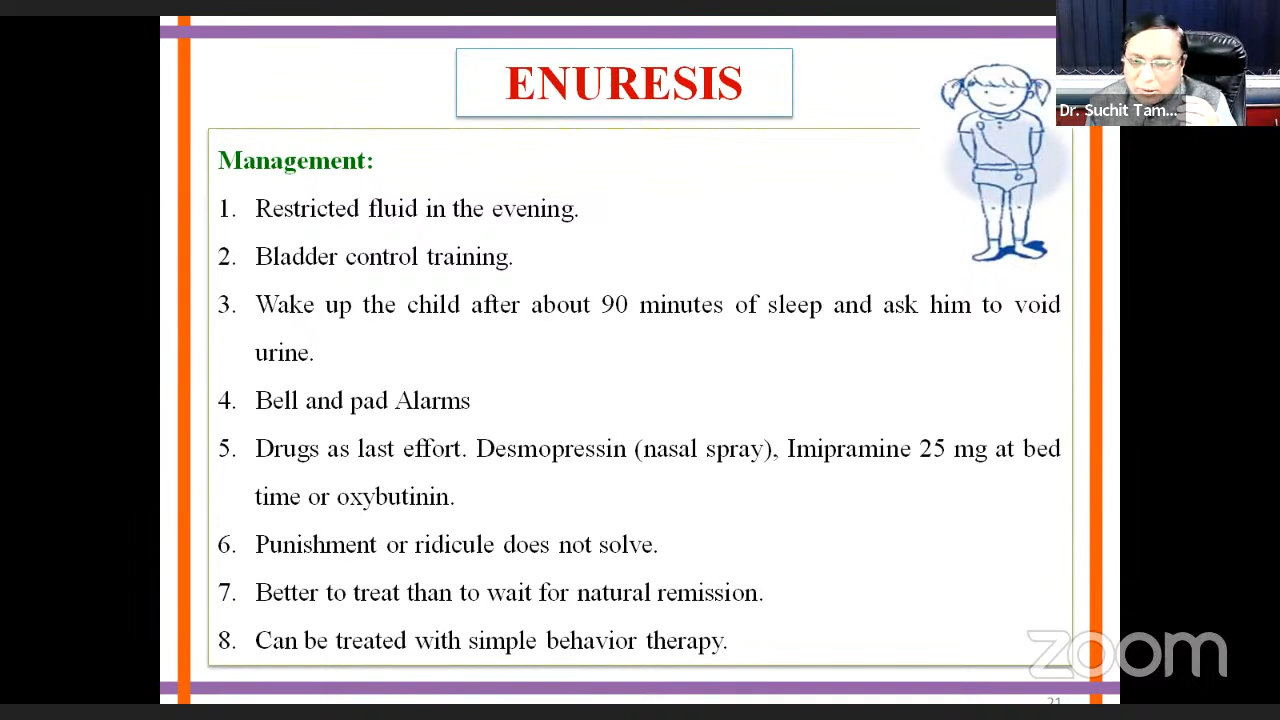 ENURESIS
Dr. Suchit Tam...
Management:
1. Restricted fluid in the evening.
2. Bladder control training.
3. Wake up the child after about 90 minutes of sleep and ask him to void
urine.
4. Bell and pad Alarms
5. Drugs as last effort. Desmopressin (nasal spray), Imipramine 25 mg at bed
time or oxybutinin.
6. Punishment or ridicule does not solve.
7. Better to treat than to wait for natural remission.
8. Can be treated with simple behavior therapy.
zoom
21